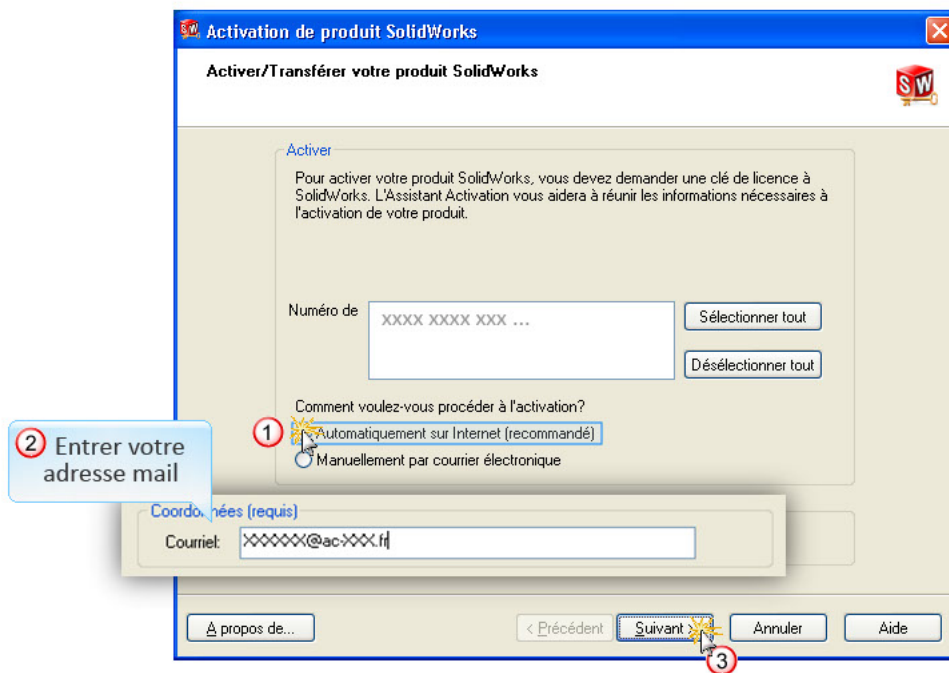 Activation de produit SolidWorks
Activer/Transférer votre produit SolidWorks
SW
Activer
Pour activer votre produit SolidWorks, vous devez demander une clé de licence à
SolidWorks. L'Assistant Activation vous aidera à réunir les informations nécessaires à
l'activation de votre produit.
Numéro de
XXXX XXXX XXX ...
Sélectionner tout
Désélectionner tout
Comment voulez-vous procéder à l'activation?
1 Automatiquement sur Internet (recommandé)
Manuellement par courrier électronique
2 Entrer votre
adresse mail
Coordonnées (requis)
Courriel: XXXXXX@ac-XXX.fr
A propos de...
< Précédent
Suivant >
Annuler
Aide
3